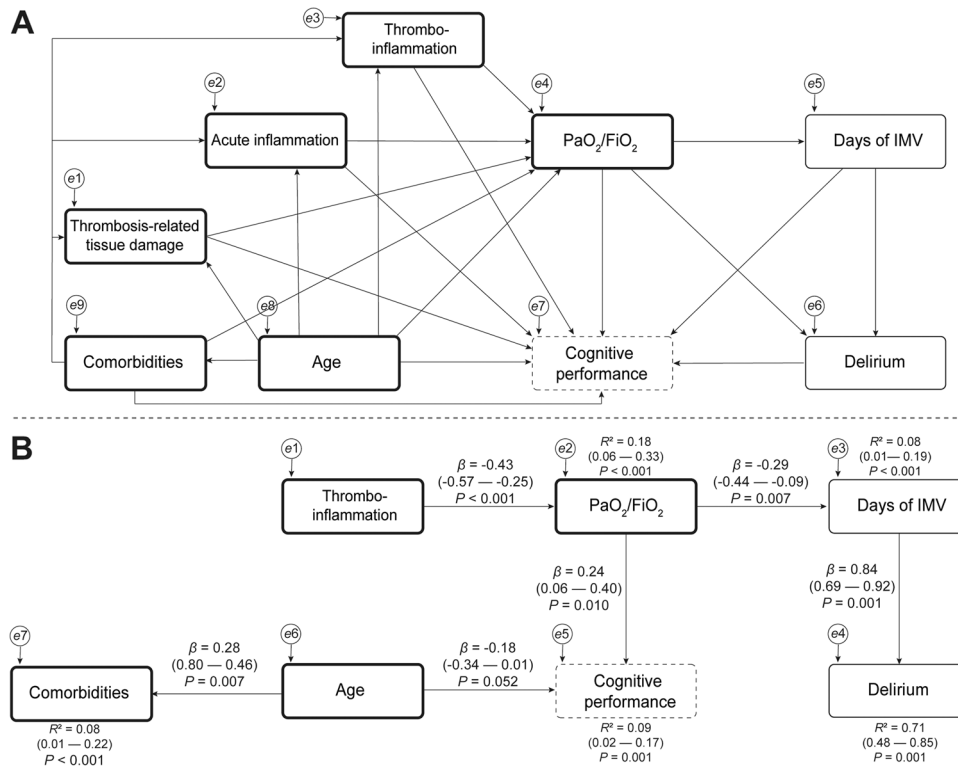 A
e3
Thrombo-
inflammation
e2
Acute inflammation
e4
PaO₂/FiO₂
e5
Days of IMV
e1
Thrombosis-related
tissue damage
e9
Comorbidities
e8
Age
e7
Cognitive
performance
e6
Delirium
B
e1
Thrombo-
inflammation
β = -0.43
(-0.57 — -0.25)
P < 0.001
e2
R² = 0.18
(0.06 — 0.33)
P < 0.001
PaO₂/FiO₂
β = -0.29
(-0.44 — -0.09)
P = 0.007
e3
R² = 0.08
(0.01 — 0.19)
P < 0.001
Days of IMV
β = 0.24
(0.06 — 0.40)
P = 0.010
β = 0.84
(0.69 — 0.92)
P = 0.001
e7
Comorbidities
R² = 0.08
(0.01 — 0.22)
P < 0.001
β = 0.28
(0.80 — 0.46)
P = 0.007
e6
Age
β = -0.18
(-0.34 — 0.01)
P = 0.052
e5
Cognitive
performance
R² = 0.09
(0.02 — 0.17)
P = 0.001
e4
Delirium
R² = 0.71
(0.48 — 0.85)
P = 0.001